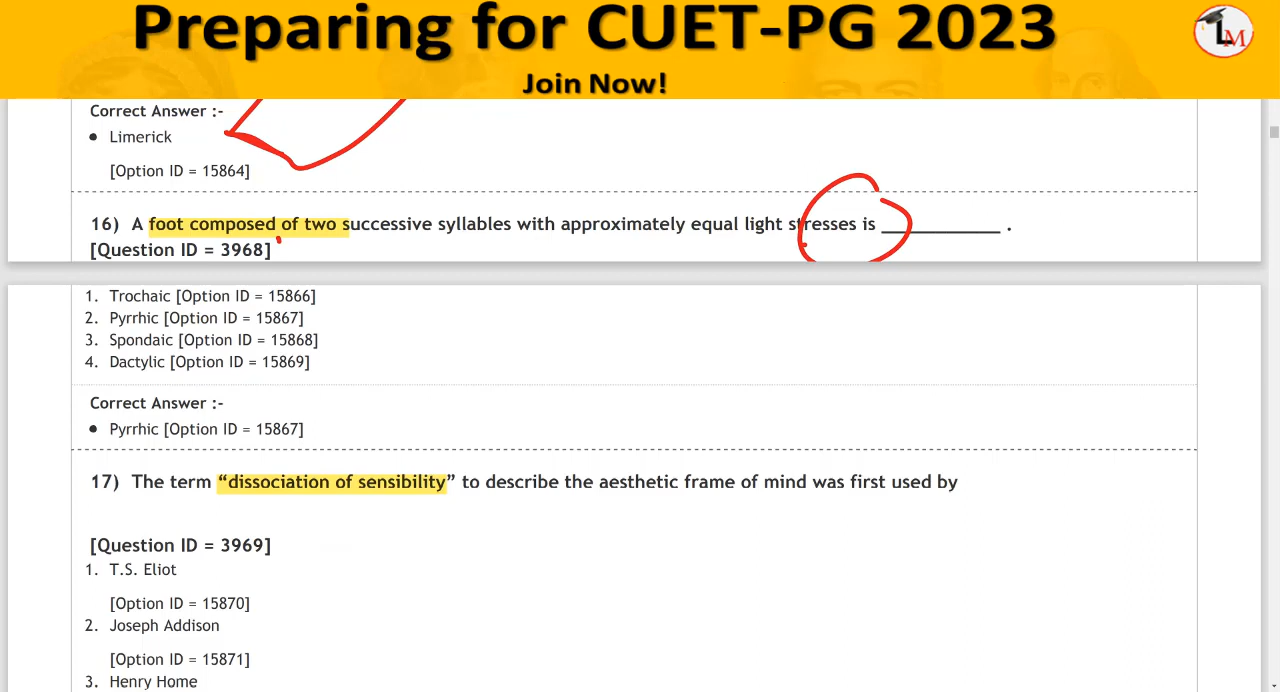 Preparing for CUET-PG 2023
Join Now!
LM
Correct Answer :-
• Limerick
[Option ID = 15864]
16) A foot composed of two successive syllables with approximately equal light stresses is ____________ .
[Question ID = 3968]
1. Trochaic [Option ID = 15866]
2. Pyrrhic [Option ID = 15867]
3. Spondaic [Option ID = 15868]
4. Dactylic [Option ID = 15869]
Correct Answer :-
• Pyrrhic [Option ID = 15867]
17) The term “dissociation of sensibility” to describe the aesthetic frame of mind was first used by
[Question ID = 3969]
1. T.S. Eliot
[Option ID = 15870]
2. Joseph Addison
[Option ID = 15871]
3. Henry Home